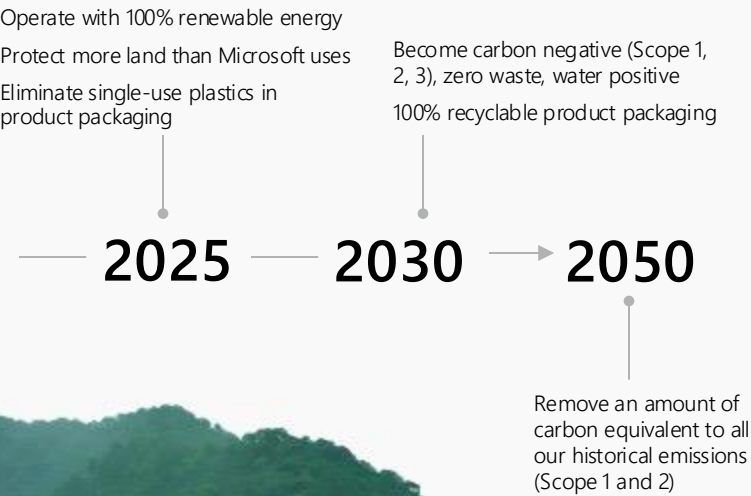 Operate with 100% renewable energy
Protect more land than Microsoft uses
Eliminate single-use plastics in
product packaging
Become carbon negative (Scope 1,
2, 3), zero waste, water positive
100% recyclable product packaging
2025
2030
2050
Remove an amount of
carbon equivalent to all
our historical emissions
(Scope 1 and 2)